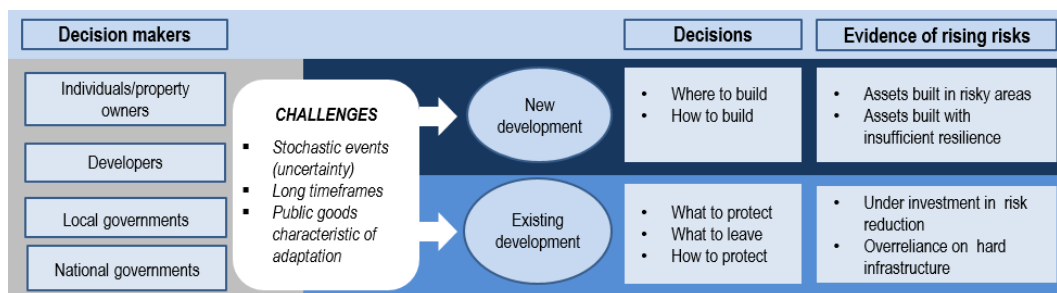 Decision makers
Decisions
Evidence of rising risks
Individuals/property
owners
Developers
Local governments
National governments
CHALLENGES
▪ Stochastic events
(uncertainty)
▪ Long timeframes
▪ Public goods
characteristic of
adaptation
New
development
• Where to build
• How to build
• Assets built in risky areas
• Assets built with
insufficient resilience
Existing
development
• What to protect
• What to leave
• How to protect
• Under investment in risk
reduction
• Overreliance on hard
infrastructure